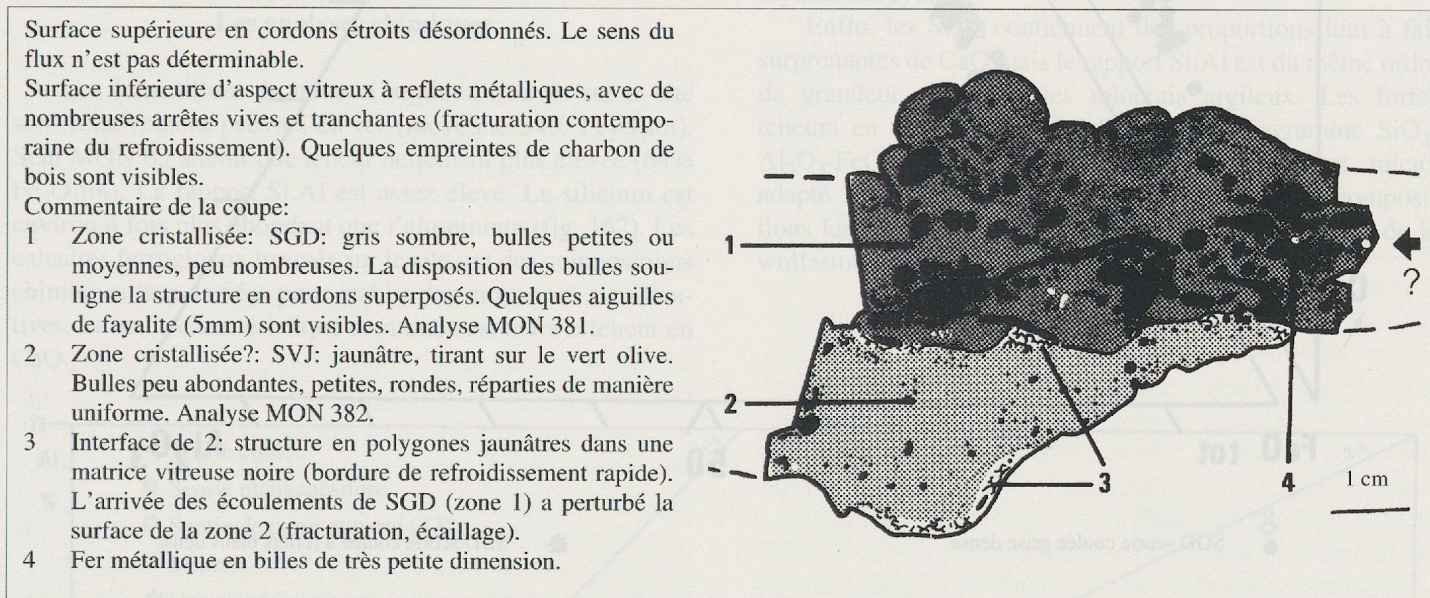 Surface supérieure en cordons étroits désordonnés. Le sens du
flux n'est pas déterminable.
Surface inférieure d'aspect vitreux à reflets métalliques, avec de
nombreuses arrêtes vives et tranchantes (fracturation contempo-
raine du refroidissement). Quelques empreintes de charbon de
bois sont visibles.
Commentaire de la coupe:
1 Zone cristallisée: SGD: gris sombre, bulles petites ou
moyennes, peu nombreuses. La disposition des bulles sou-
ligne la structure en cordons superposés. Quelques aiguilles
de fayalite (5mm) sont visibles. Analyse MON 381.
2 Zone cristallisée?: SVJ: jaunâtre, tirant sur le vert olive.
Bulles peu abondantes, petites, rondes, réparties de manière
uniforme. Analyse MON 382.
3 Interface de 2: structure en polygones jaunâtres dans une
matrice vitreuse noire (bordure de refroidissement rapide).
L'arrivée des écoulements de SGD (zone 1) a perturbé la
surface de la zone 2 (fracturation, écaillage).
4 Fer métallique en billes de très petite dimension.
1
?
2
3
4
1 cm